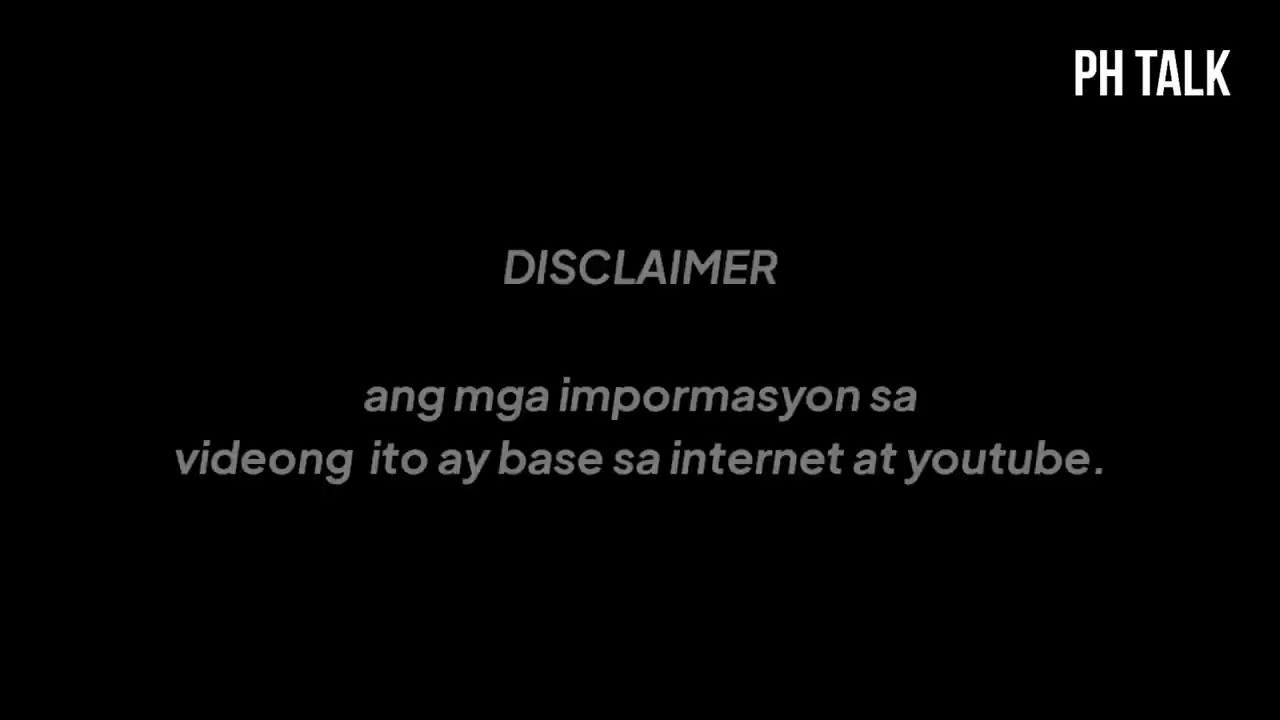 PH TALK
DISCLAIMER
ang mga impormasyon sa
videong ito ay base sa internet at youtube.